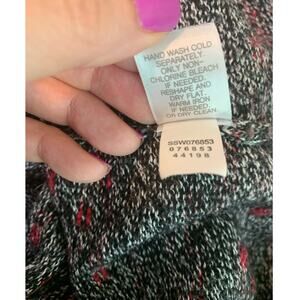 HAND WASH COLD
SEPARATELY.
ONLY NON-
CHLORINE BLEACH
IF NEEDED.
RESHAPE AND
DRY FLAT.
WARM IRON
IF NEEDED.
OR DRY CLEAN.
SSW076853
076853
44198